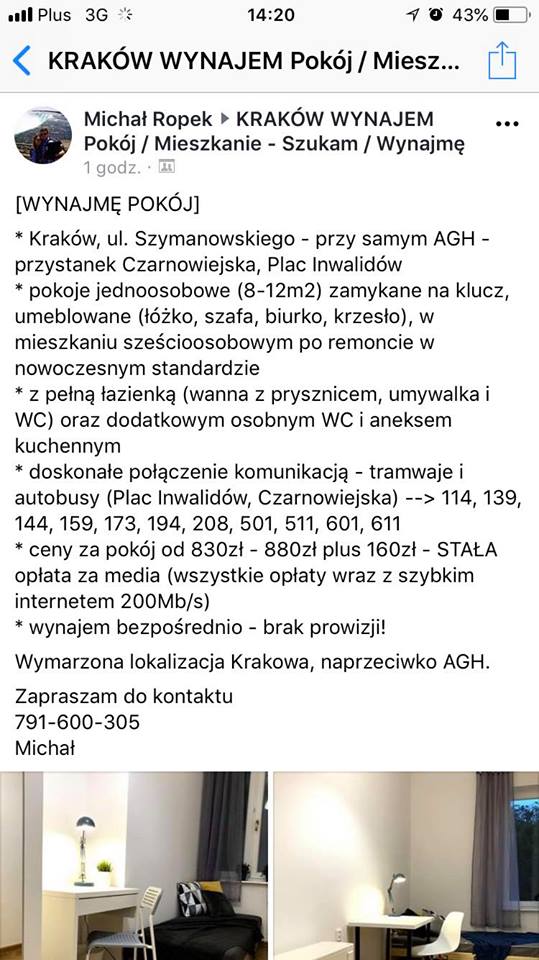 Plus 3G 14:20 43%
KRAKÓW WYNAJEM Pokój / Miesz...
Michał Ropek ▸ KRAKÓW WYNAJEM
Pokój / Mieszkanie - Szukam / Wynajmę
1 godz. ·
[WYNAJMĘ POKÓJ]
* Kraków, ul. Szymanowskiego - przy samym AGH -
przystanek Czarnowiejska, Plac Inwalidów
* pokoje jednoosobowe (8-12m2) zamykane na klucz,
umeblowane (łóżko, szafa, biurko, krzesło), w
mieszkaniu sześcioosobowym po remoncie w
nowoczesnym standardzie
* z pełną łazienką (wanna z prysznicem, umywalka i
WC) oraz dodatkowym osobnym WC i aneksem
kuchennym
* doskonałe połączenie komunikacją - tramwaje i
autobusy (Plac Inwalidów, Czarnowiejska) --> 114, 139,
144, 159, 173, 194, 208, 501, 511, 601, 611
* ceny za pokój od 830zł - 880zł plus 160zł - STAŁA
opłata za media (wszystkie opłaty wraz z szybkim
internetem 200Mb/s)
* wynajem bezpośrednio - brak prowizji!
Wymarzona lokalizacja Krakowa, naprzeciwko AGH.
Zapraszam do kontaktu
791-600-305
Michał